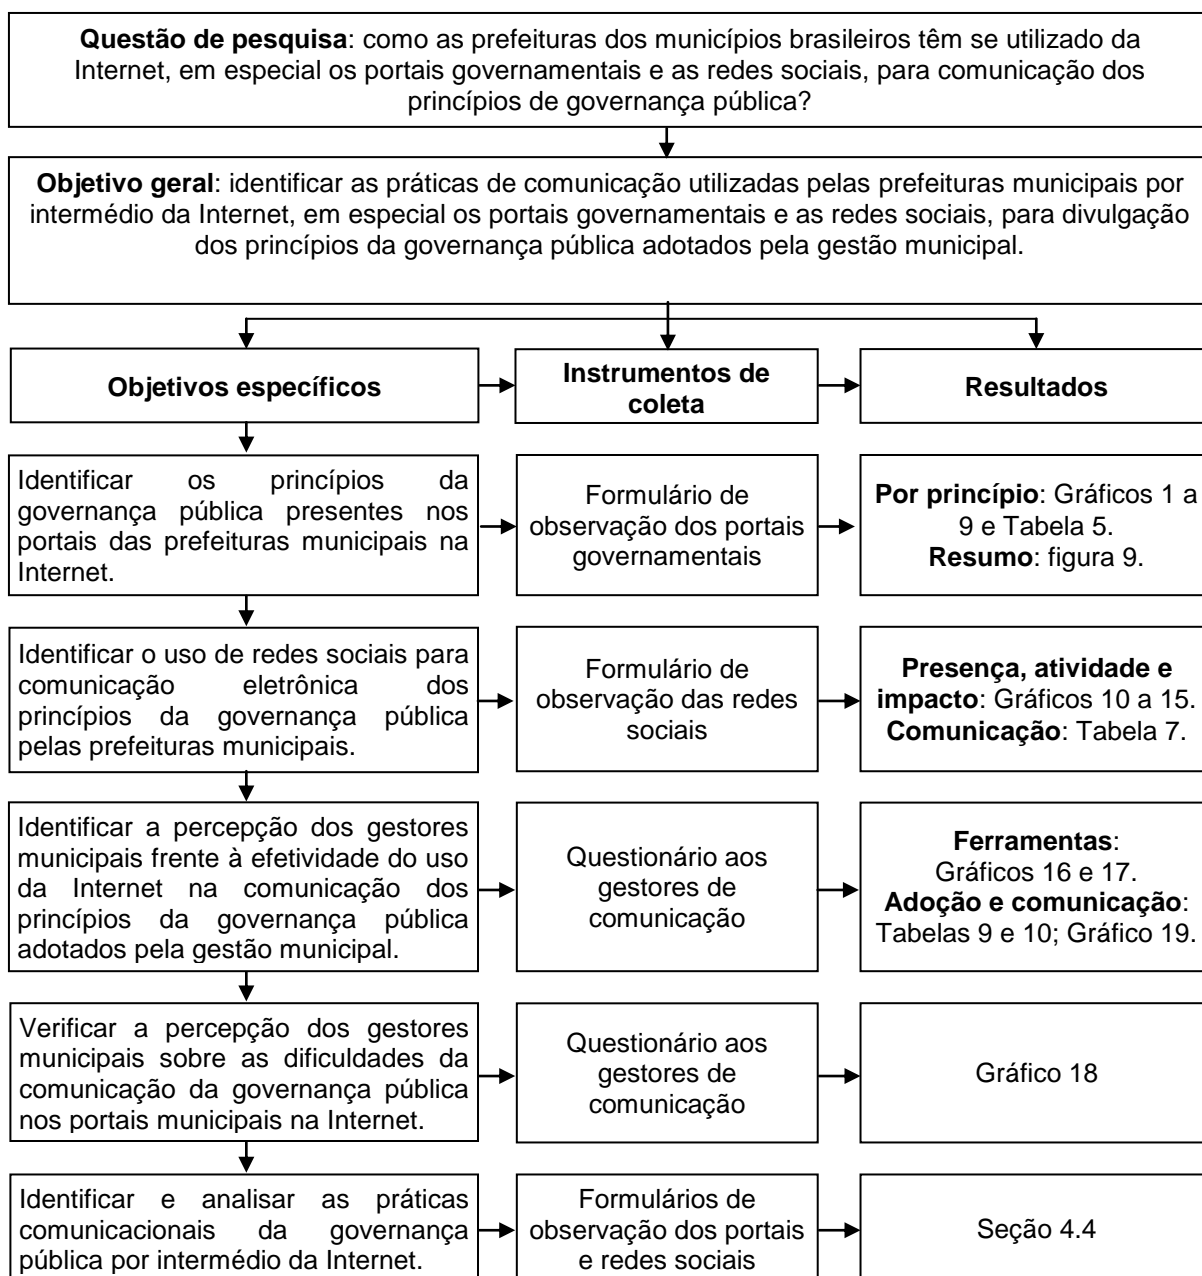 Questão de pesquisa: como as prefeituras dos municípios brasileiros têm se utilizado da
Internet, em especial os portais governamentais e as redes sociais, para comunicação dos
princípios de governança pública?
Objetivo geral: identificar as práticas de comunicação utilizadas pelas prefeituras municipais por
intermédio da Internet, em especial os portais governamentais e as redes sociais, para divulgação
dos princípios da governança pública adotados pela gestão municipal.
Objetivos específicos
Instrumentos de
coleta
Resultados
Identificar os princípios da
governança pública presentes nos
portais das prefeituras municipais na
Internet.
Formulário de
observação dos portais
governamentais
Por princípio: Gráficos 1 a
9 e Tabela 5.
Resumo: figura 9.
Identificar o uso de redes sociais para
comunicação eletrônica dos
princípios da governança pública
pelas prefeituras municipais.
Formulário de
observação das redes
sociais
Presença, atividade e
impacto: Gráficos 10 a 15.
Comunicação: Tabela 7.
Identificar a percepção dos gestores
municipais frente à efetividade do uso
da Internet na comunicação dos
princípios da governança pública
adotados pela gestão municipal.
Questionário aos
gestores de
comunicação
Ferramentas:
Gráficos 16 e 17.
Adoção e comunicação:
Tabelas 9 e 10; Gráfico 19.
Verificar a percepção dos gestores
municipais sobre as dificuldades da
comunicação da governança pública
nos portais municipais na Internet.
Questionário aos
gestores de
comunicação
Gráfico 18
Identificar e analisar as práticas
comunicacionais da governança
pública por intermédio da Internet.
Formulários de
observação dos portais
e redes sociais
Seção 4.4